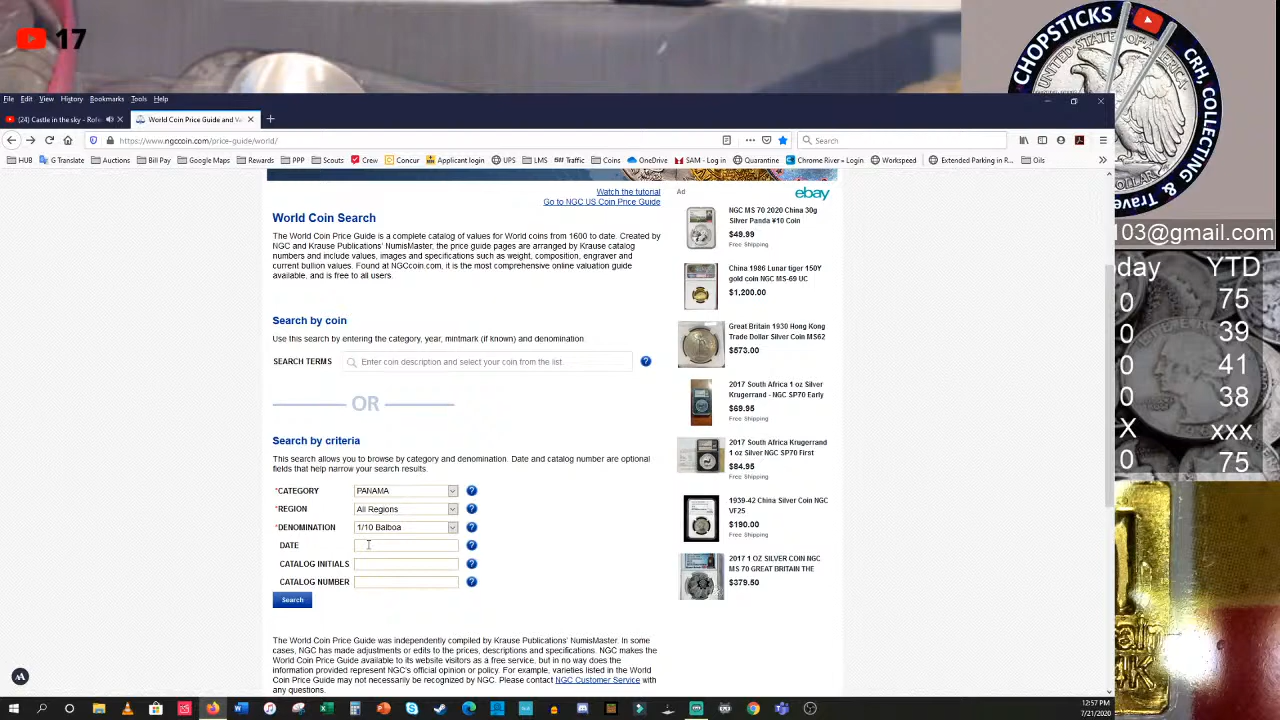 17
CHOPSTICKS
CRH, COLLECTING
& Trave
DOLLAR
103@gmail.com
day YTD
0 75
0 39
0 41
0 38
X xxx
0 75
File Edit View History Bookmarks Tools Help
(24) Castle in the sky - Rofe
World Coin Price Guide and Va
https://www.ngccoin.com/price-guide/world/
Search
HUB G Translate Auctions Bill Pay Google Maps Rewards PPP Scouts Crew Concur Applicant login UPS LMS Traffic Coins OneDrive SAM - Log in Quarantine Chrome River » Login Workspeed Extended Parking in R... Oils
Watch the tutorial
Go to NGC US Coin Price Guide
World Coin Search
The World Coin Price Guide is a complete catalog of values for World coins from 1600 to date. Created by
NGC and Krause Publications' NumisMaster, the price guide pages are arranged by Krause catalog
numbers and include values, images and specifications such as weight, composition, engraver and
current bullion values. Found at NGCcoin.com, it is the most comprehensive online valuation guide
available, and is free to all users.
Search by coin
Use this search by entering the category, year, mintmark (if known) and denomination.
SEARCH TERMS Enter coin description and select your coin from the list
OR
Search by criteria
This search allows you to browse by category and denomination. Date and catalog number are optional
fields that help narrow your search results.
*CATEGORY PANAMA
*REGION All Regions
*DENOMINATION 1/10 Balboa
DATE
CATALOG INITIALS
CATALOG NUMBER
Search
The World Coin Price Guide was independently compiled by Krause Publications' NumisMaster. In some
cases, NGC has made adjustments or edits to the prices, descriptions and specifications. NGC makes the
World Coin Price Guide available to its website visitors as a free service, but in no way does the
information provided represent NGC's official opinion or policy. For example, varieties listed in the World
Coin Price Guide may not necessarily be recognized by NGC. Please contact NGC Customer Service with
any questions.
Ad
ebay
NGC MS 70 2020 China 30g
Silver Panda ¥10 Coin
$49.99
Free Shipping
China 1986 Lunar tiger 150Y
gold coin NGC MS-69 UC
$1,200.00
Great Britain 1930 Hong Kong
Trade Dollar Silver Coin MS62
$573.00
2017 South Africa 1 oz Silver
Krugerrand - NGC SP70 Early
$69.95
Free Shipping
2017 South Africa Krugerrand
1 oz Silver NGC SP70 First
$84.95
Free Shipping
1939-42 China Silver Coin NGC
VF25
$190.00
Free Shipping
2017 1 OZ SILVER COIN NGC
MS 70 GREAT BRITAIN THE
$379.50
12:57 PM
7/21/2020